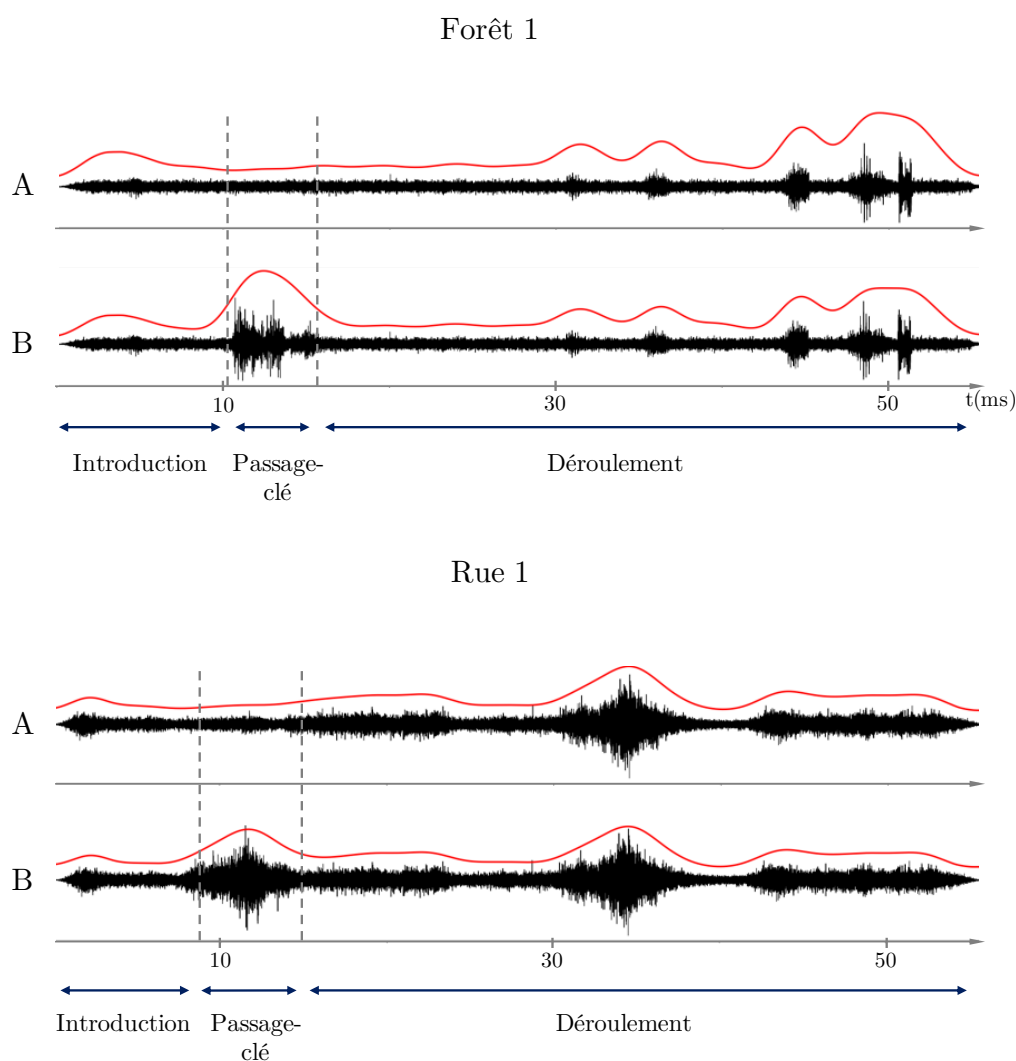 Forêt 1
A
B
10 30 50 t(ms)
Introduction Passage-
clé Déroulement
Rue 1
A
B
10 30 50
Introduction Passage-
clé Déroulement